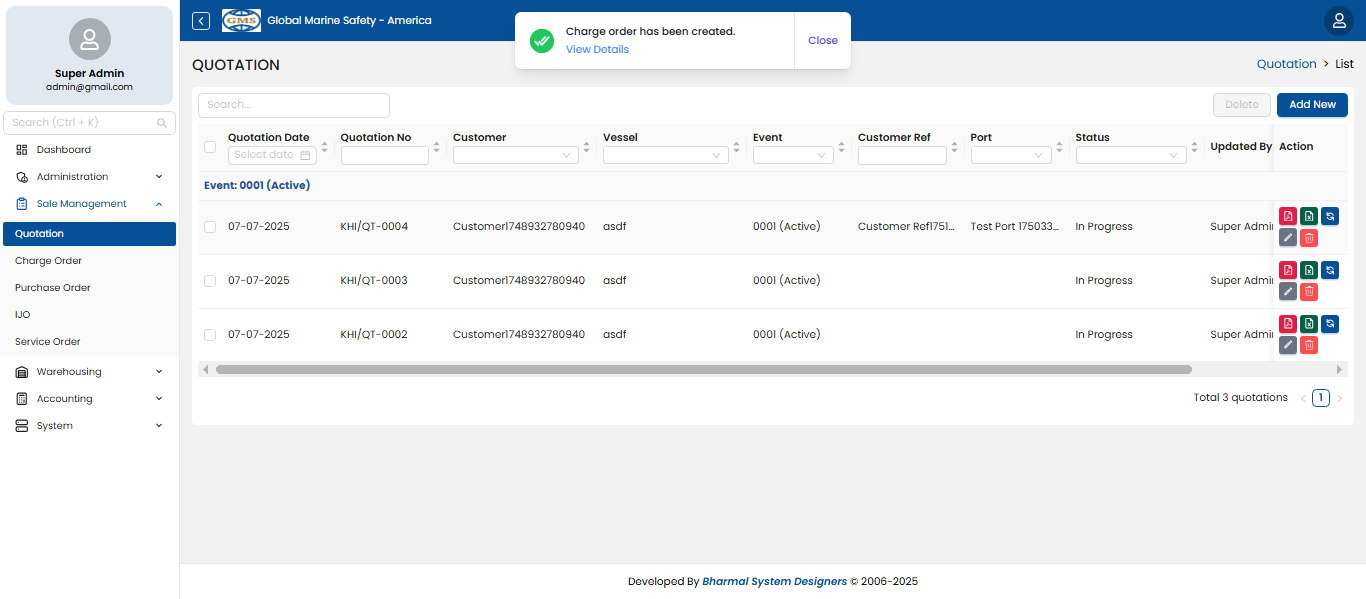 Super Admin
admin@gmail.com
Search (Ctrl + K)
Dashboard
Administration
Sale Management
Quotation
Charge Order
Purchase Order
IJO
Service Order
Warehousing
Accounting
System
GMS
Global Marine Safety - America
Charge order has been created.
View Details
Close
QUOTATION
Quotation > List
Search...
Delete
Add New
Quotation Date Quotation No Customer Vessel Event Customer Ref Port Status Updated By Action
Select date
Event: 0001 (Active)
07-07-2025 KHI/QT-0004 Customer1748932780940 asdf 0001 (Active) Customer Ref1751... Test Port 175033... In Progress Super Admin
07-07-2025 KHI/QT-0003 Customer1748932780940 asdf 0001 (Active) In Progress Super Admin
07-07-2025 KHI/QT-0002 Customer1748932780940 asdf 0001 (Active) In Progress Super Admin
Total 3 quotations < 1 >
Developed By Bharmal System Designers © 2006-2025